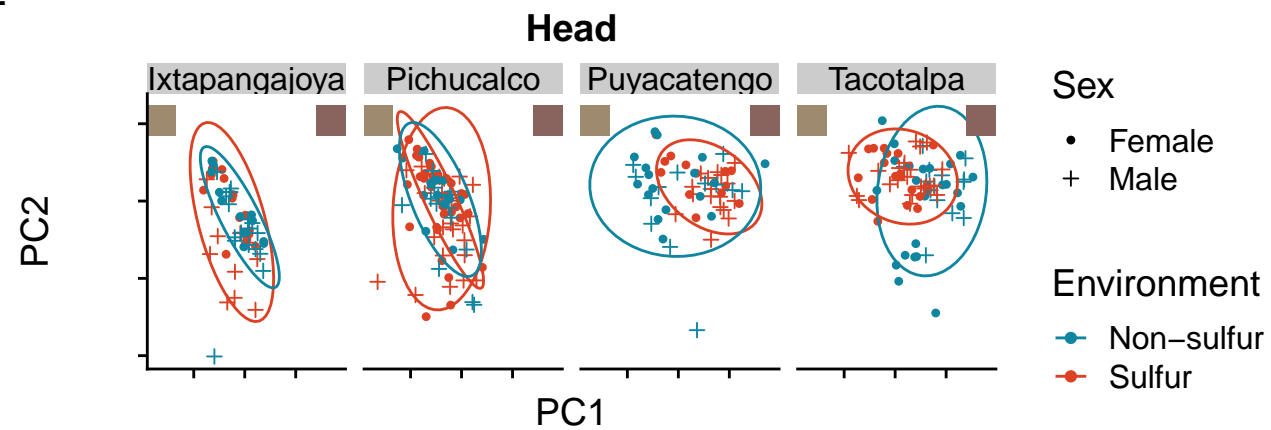 Head
Ixtapangajoya
Pichucalco
Puyacatengo
Tacotalpa
PC2
PC1
Sex
Female
Male
Environment
Non−sulfur
Sulfur